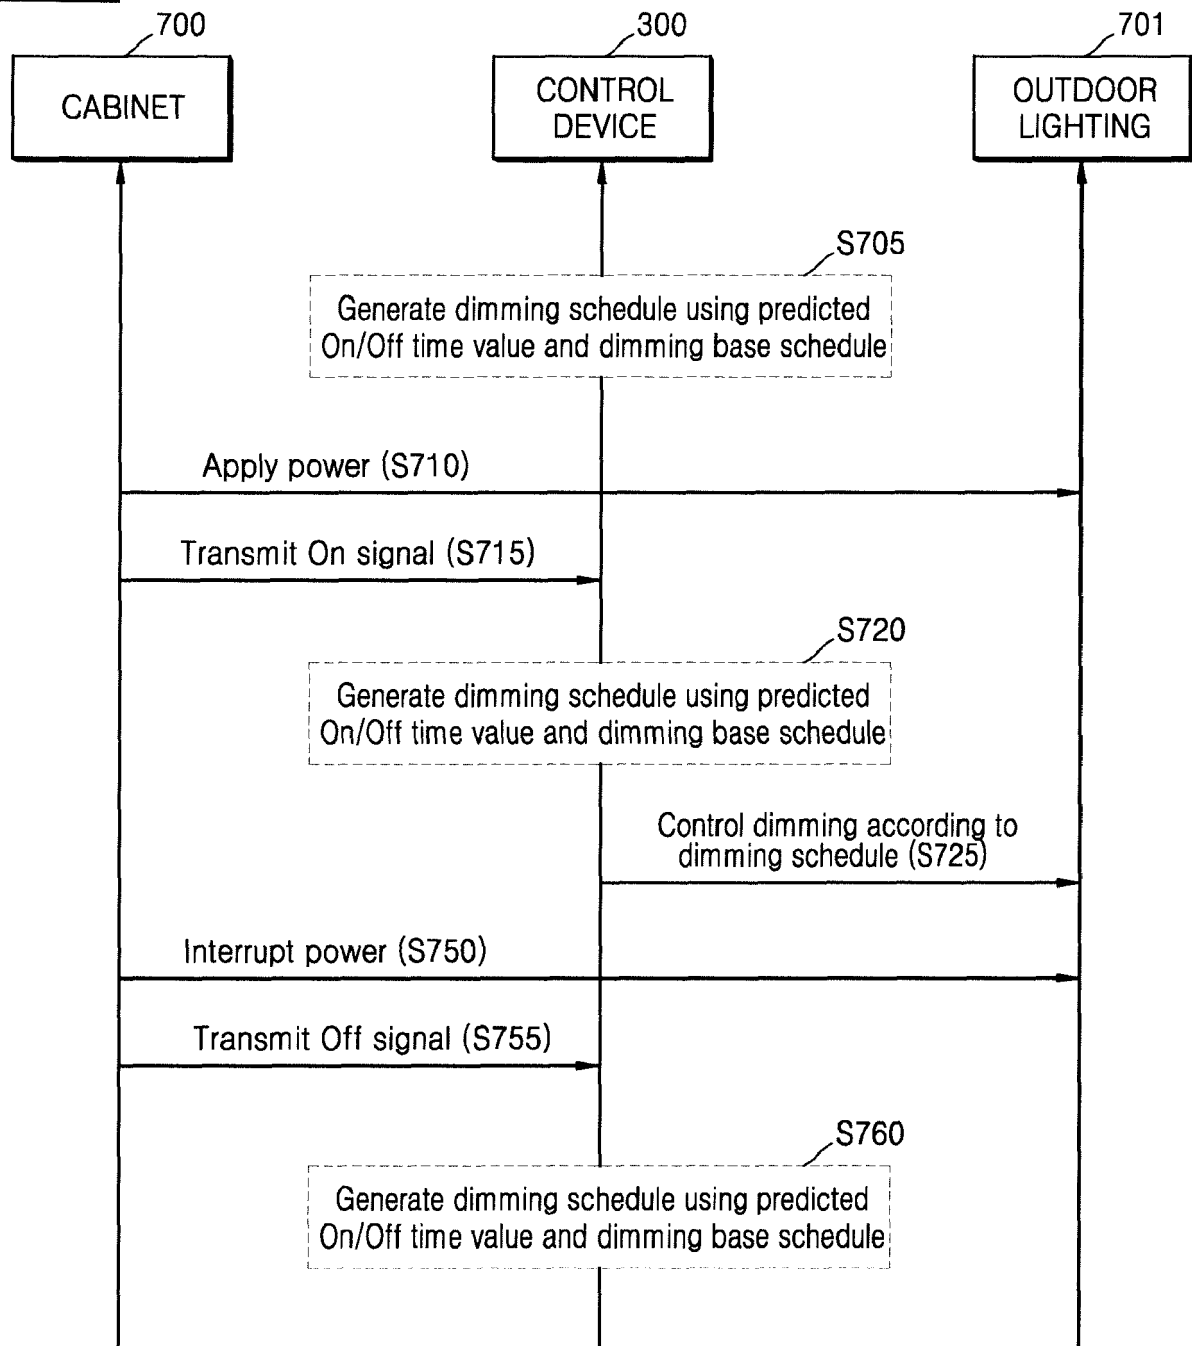 700
300
701
CABINET
CONTROL
DEVICE
OUTDOOR
LIGHTING
S705
Generate dimming schedule using predicted
On/Off time value and dimming base schedule
Apply power (S710)
Transmit On signal (S715)
S720
Generate dimming schedule using predicted
On/Off time value and dimming base schedule
Control dimming according to
dimming schedule (S725)
Interrupt power (S750)
Transmit Off signal (S755)
S760
Generate dimming schedule using predicted
On/Off time value and dimming base schedule